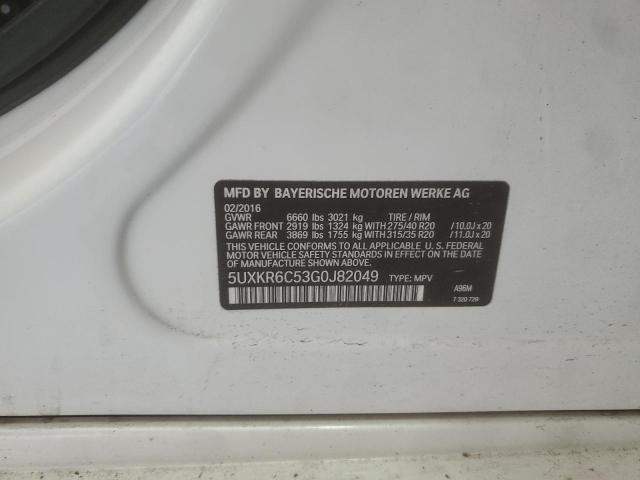 MFD BY BAYERISCHE MOTOREN WERKE AG
02/2016
GVWR 6660 lbs 3021 kg TIRE / RIM
GAWR FRONT 2919 lbs 1324 kg WITH 275/40 R20 / 10.0J x 20
GAWR REAR 3869 lbs 1755 kg WITH 315/35 R20 / 11.0J x 20
THIS VEHICLE CONFORMS TO ALL APPLICABLE U. S. FEDERAL
MOTOR VEHICLE SAFETY STANDARDS IN EFFECT ON THE DATE
OF MANUFACTURE SHOWN ABOVE.
5UXKR6C53G0J82049 TYPE: MPV
A96M
7 320 729